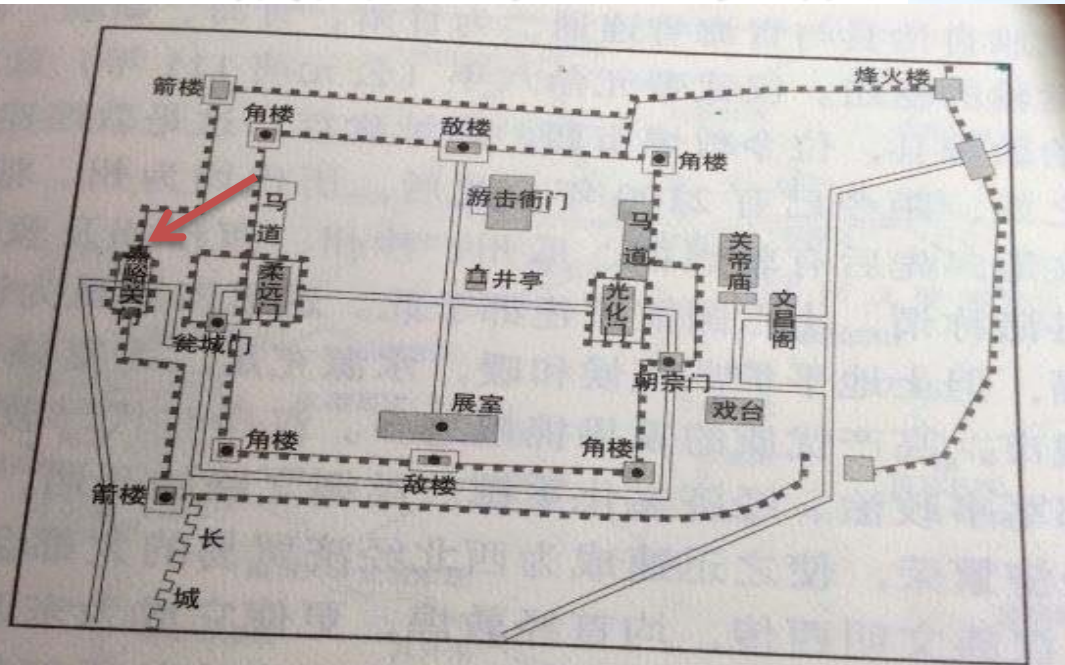 烽火楼
箭楼
角楼
敌楼
角楼
马道
游击衙门
马道
关帝庙
嘉峪关门
柔远门
井亭
光化门
文昌阁
瓮城门
朝宗门
展室
戏台
角楼
敌楼
角楼
箭楼
长城